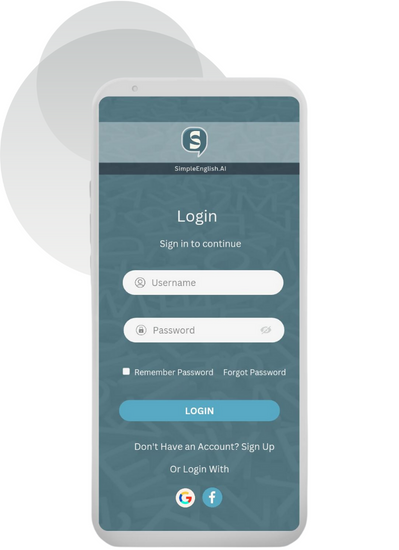 S
SimpleEnglish.AI
Login
Sign in to continue
Username
Password
Remember Password Forgot Password
LOGIN
Don't Have an Account? Sign Up
Or Login With
G f